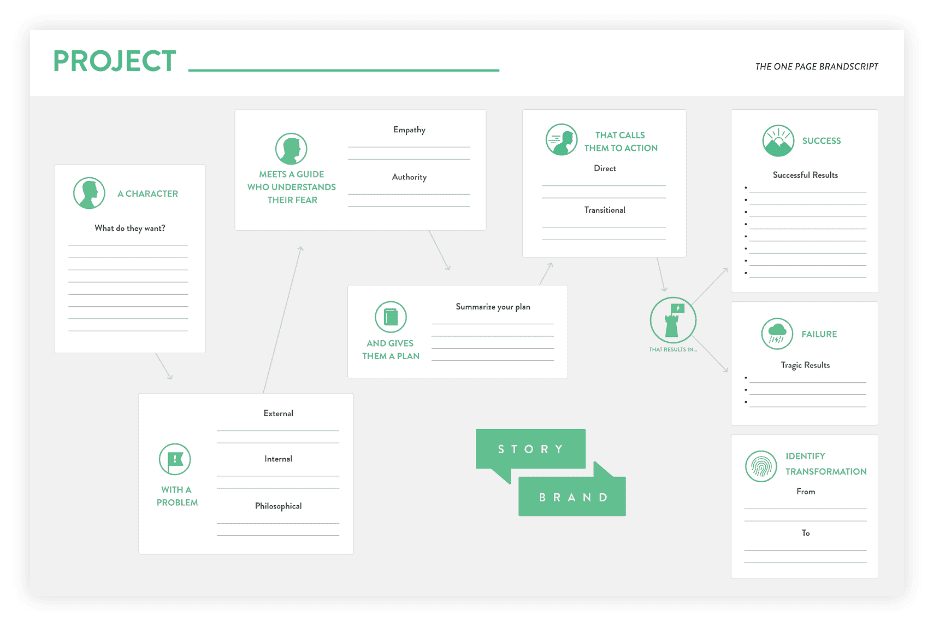 PROJECT
THE ONE PAGE BRANDSCRIPT
A CHARACTER
What do they want?
WITH A
PROBLEM
External
Internal
Philosophical
MEETS A GUIDE
WHO UNDERSTANDS
THEIR FEAR
Empathy
Authority
AND GIVES
THEM A PLAN
Summarize your plan
THAT CALLS
THEM TO ACTION
Direct
Transitional
THAT RESULTS IN...
SUCCESS
Successful Results
FAILURE
Tragic Results
IDENTIFY
TRANSFORMATION
From
To
STORY
BRAND